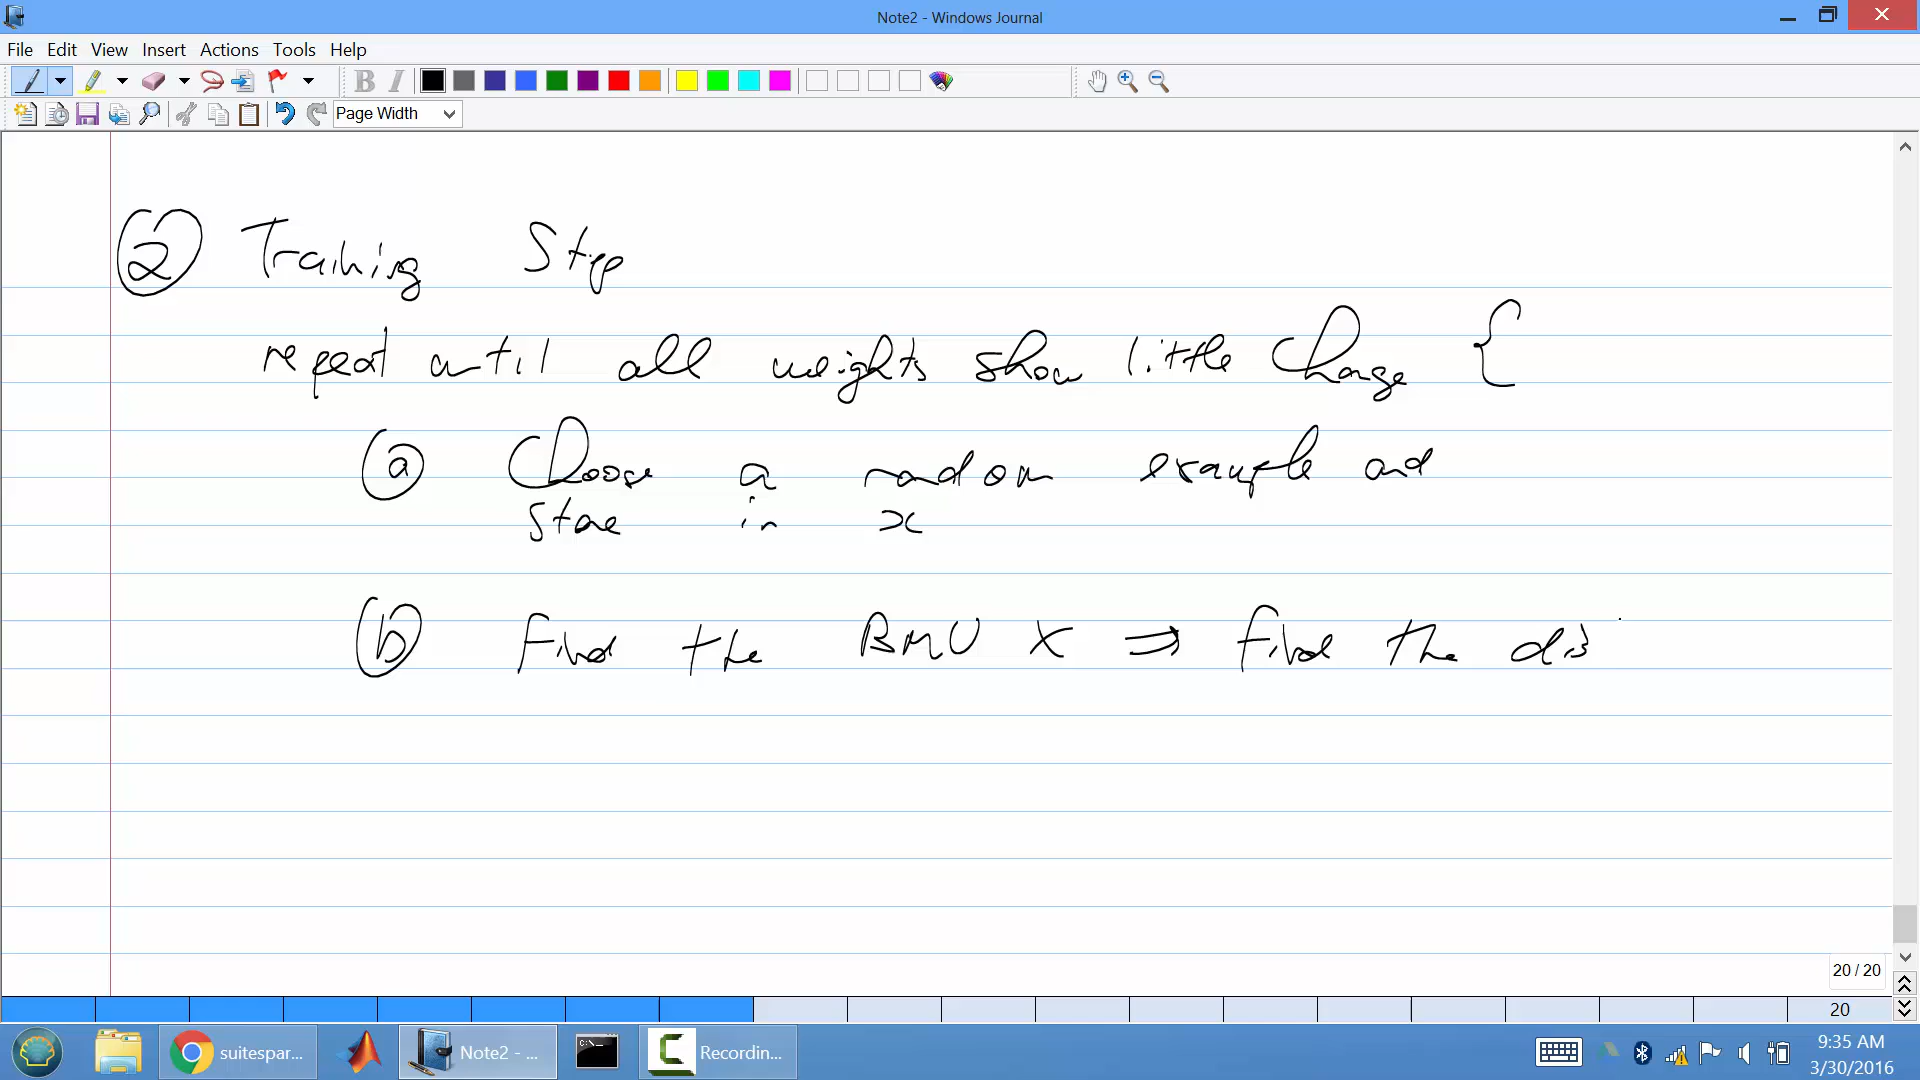 Note2 - Windows Journal
File Edit View Insert Actions Tools Help
B I
Page Width
② Training Step
repeat until all weights show little change {
ⓐ Choose a random example and
store in x
ⓑ Find the BMU X ⇒ find the dis
20 / 20
20
suitespar...
Note2 - ...
C:\_
Recordin...
9:35 AM
3/30/2016